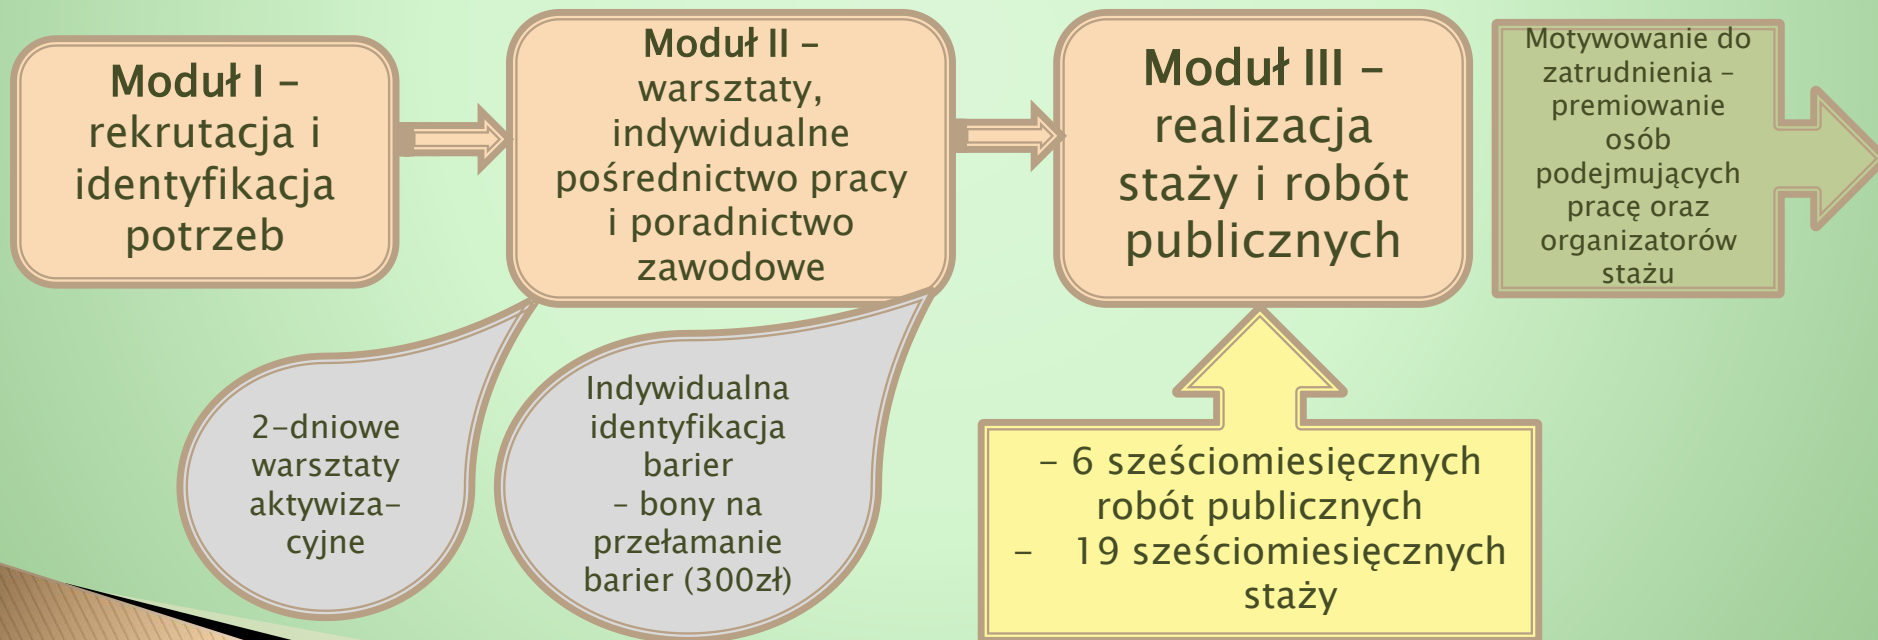 Moduł I –
rekrutacja i
identyfikacja
potrzeb
Moduł II –
warsztaty,
indywidualne
pośrednictwo pracy
i poradnictwo
zawodowe
Moduł III –
realizacja
staży i robót
publicznych
Motywowanie do
zatrudnienia –
premiowanie
osób
podejmujących
pracę oraz
organizatorów
stażu
2-dniowe
warsztaty
aktywiza-
cyjne
Indywidualna
identyfikacja
barier
– bony na
przełamanie
barier (300zł)
– 6 sześciomiesięcznych
robót publicznych
– 19 sześciomiesięcznych
staży